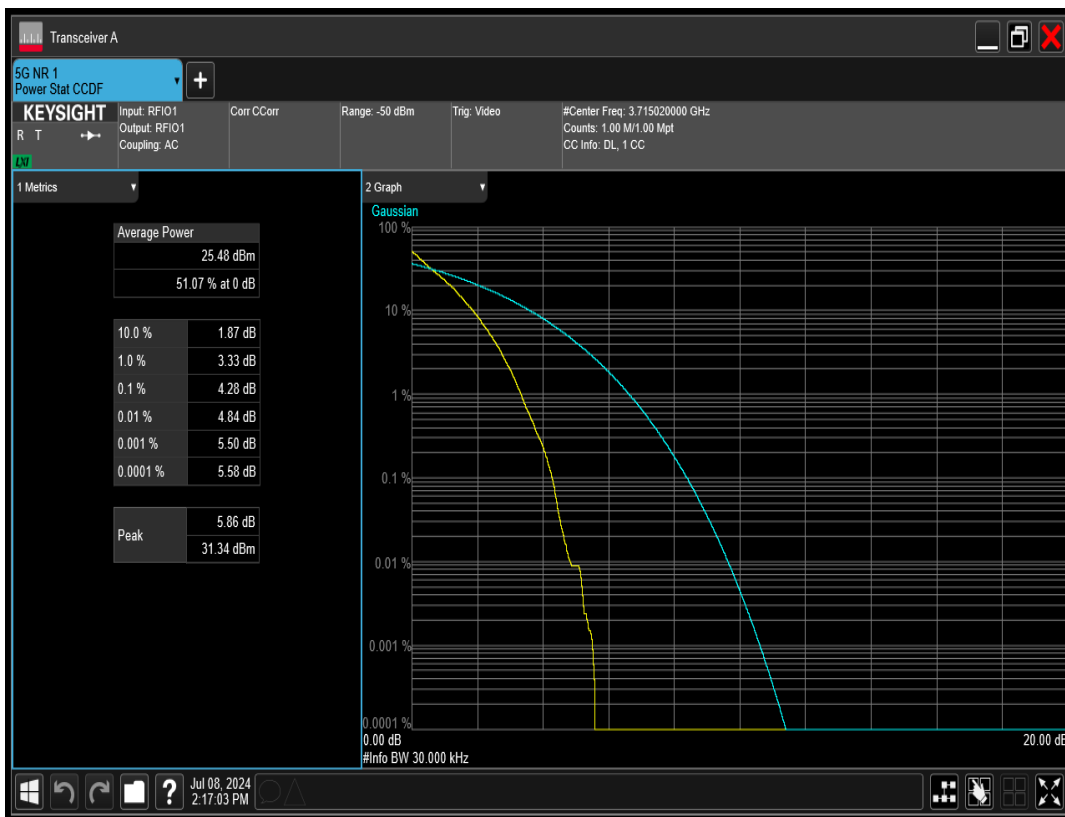 Transceiver A
5G NR 1
Power Stat CCDF
+
KEYSIGHT
R T
LXI
Input: RFIO1
Output: RFIO1
Coupling: AC
Corr CCorr
Range: -50 dBm
Trig: Video
#Center Freq: 3.715020000 GHz
Counts: 1.00 M/1.00 Mpt
CC Info: DL, 1 CC
1 Metrics
Average Power
25.48 dBm
51.07 % at 0 dB
10.0 % 1.87 dB
1.0 % 3.33 dB
0.1 % 4.28 dB
0.01 % 4.84 dB
0.001 % 5.50 dB
0.0001 % 5.58 dB
Peak
5.86 dB
31.34 dBm
2 Graph
Gaussian
100 %
10 %
1 %
0.1 %
0.01 %
0.001 %
0.0001 %
0.00 dB 20.00 dB
#Info BW 30.000 kHz
?
Jul 08, 2024
2:17:03 PM